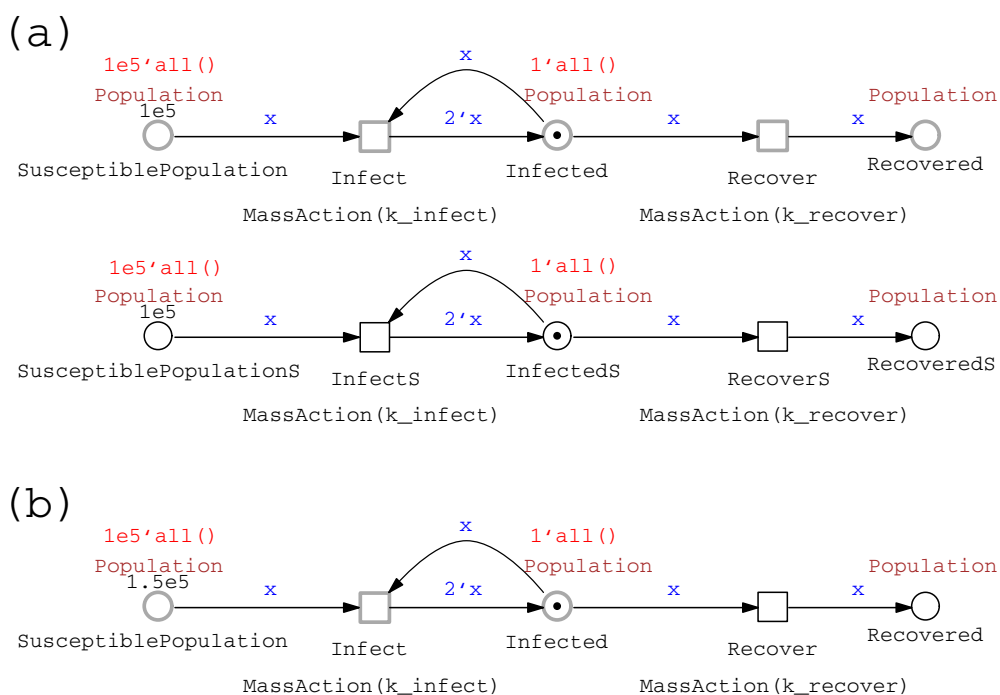 (a)
x
1e5‘all() 1‘all()
Population Population Population
1e5
x 2‘x x x
SusceptiblePopulation Infect Infected Recover Recovered
MassAction(k_infect) MassAction(k_recover)
x
1e5‘all() 1‘all()
Population Population Population
1e5
x 2‘x x x
SusceptiblePopulationS InfectS InfectedS RecoverS RecoveredS
MassAction(k_infect) MassAction(k_recover)
(b)
x
1e5‘all() 1‘all()
Population Population Population
1.5e5
x 2‘x x x
SusceptiblePopulation Infect Infected Recover Recovered
MassAction(k_infect) MassAction(k_recover)